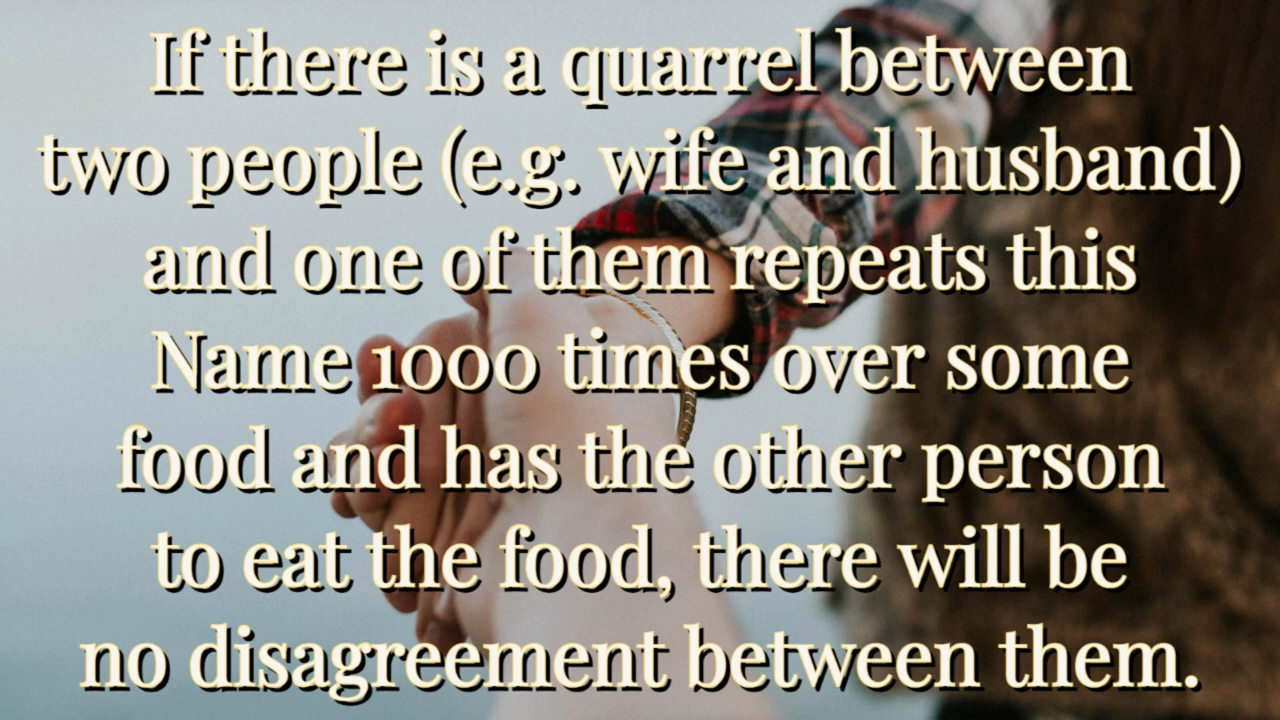 If there is a quarrel between
two people (e.g. wife and husband)
and one of them repeats this
Name 1000 times over some
food and has the other person
to eat the food, there will be
no disagreement between them.